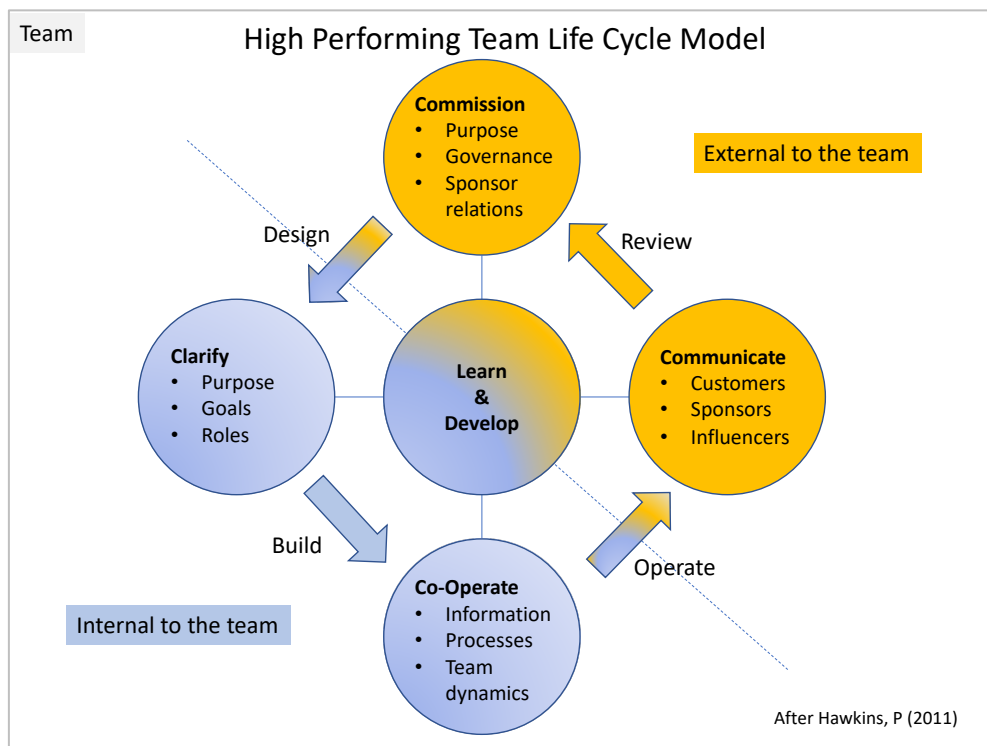 Team
High Performing Team Life Cycle Model
Commission
• Purpose
• Governance
• Sponsor
relations
External to the team
Design
Review
Clarify
• Purpose
• Goals
• Roles
Learn
&
Develop
Communicate
• Customers
• Sponsors
• Influencers
Build
Operate
Co-Operate
• Information
• Processes
• Team
dynamics
Internal to the team
After Hawkins, P (2011)